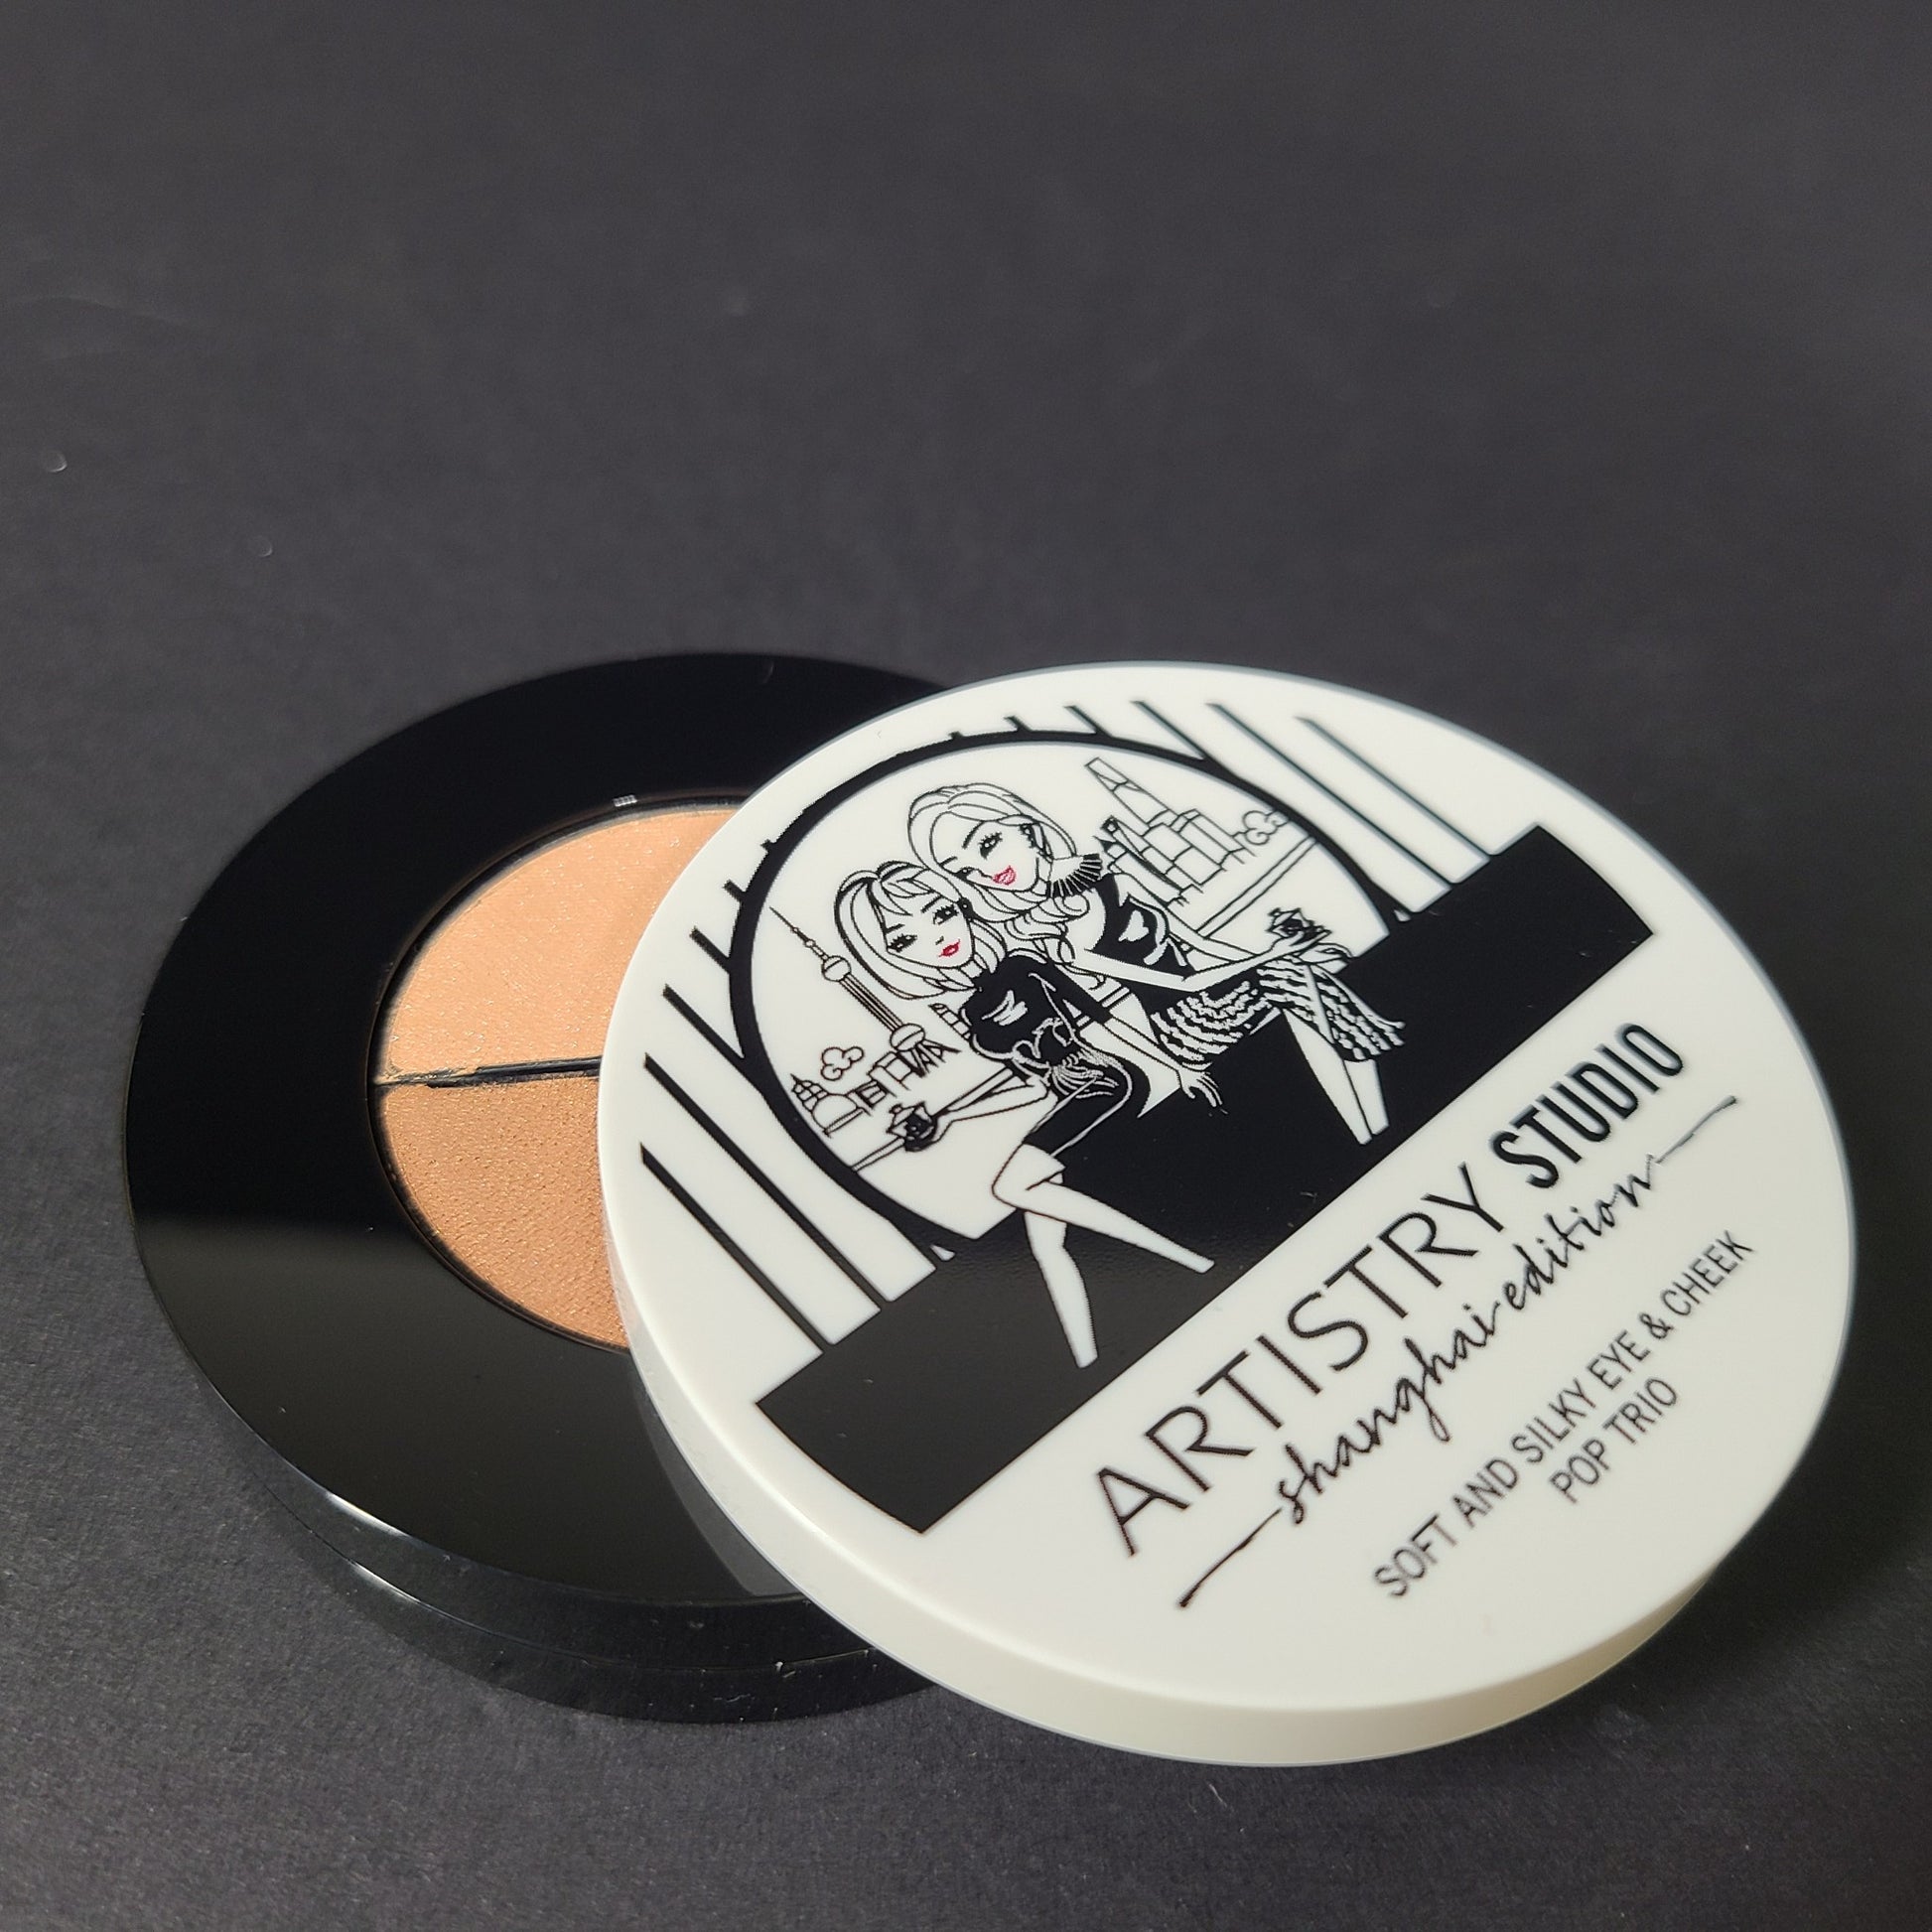 ARTISTRY STUDIO
shanghai edition
SOFT AND SILKY EYE & CHEEK
POP TRIO